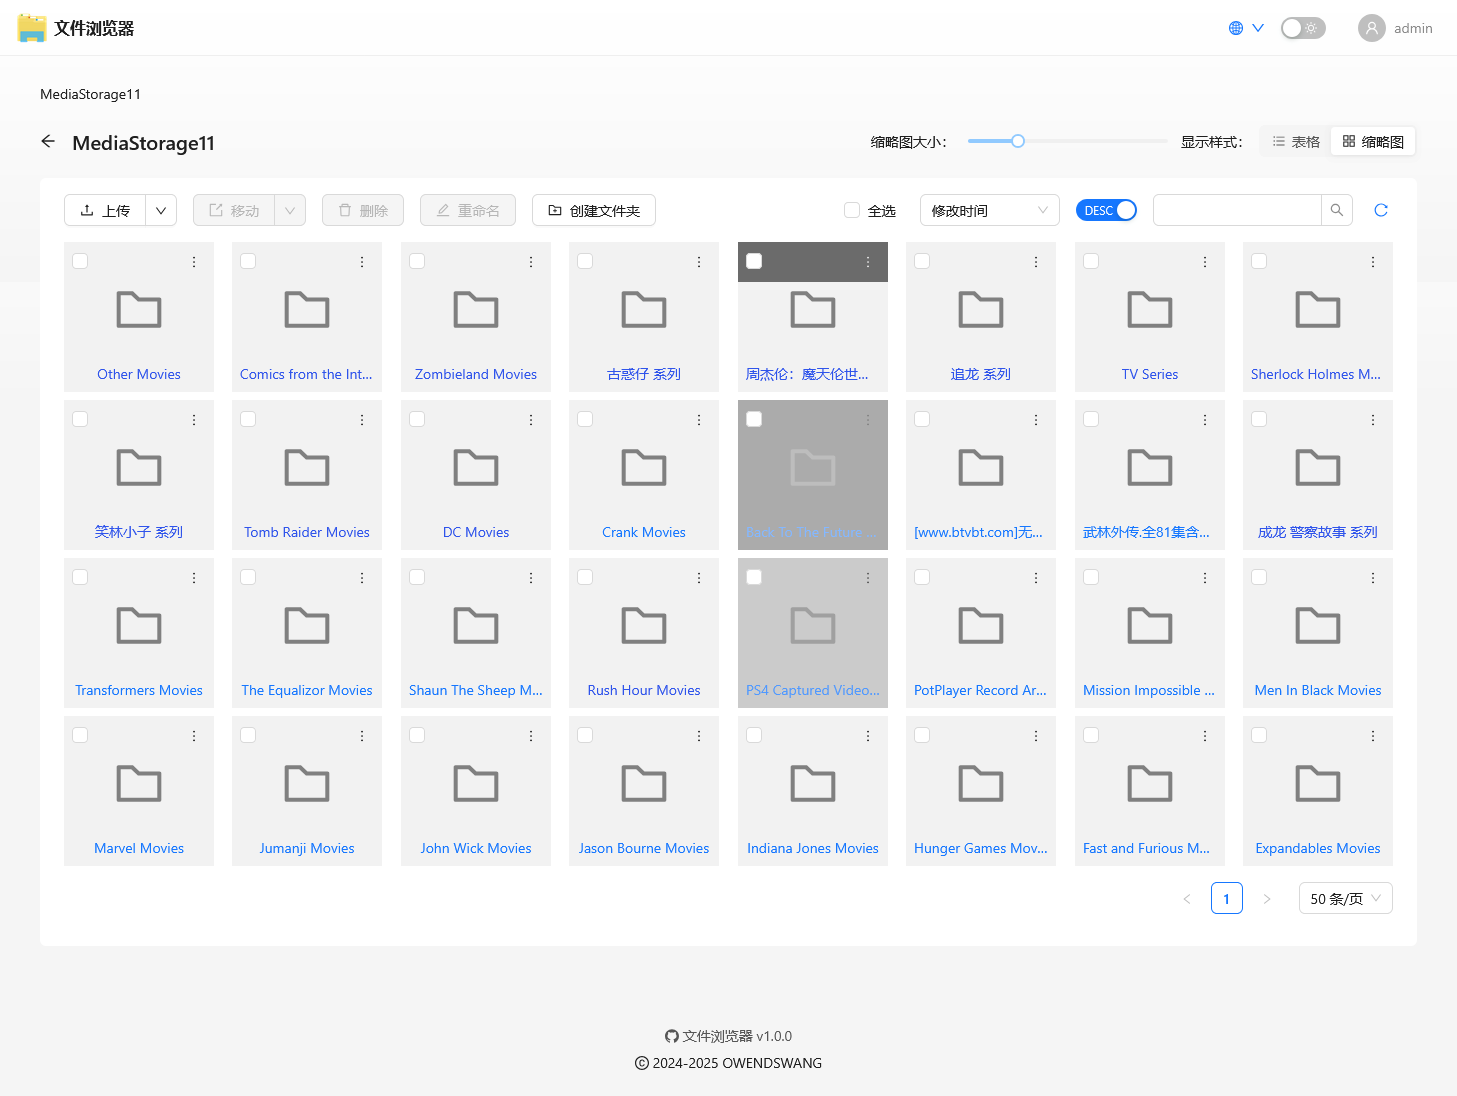 文件浏览器
admin
MediaStorage11
MediaStorage11
缩略图大小：
显示样式：
表格
缩略图
上传
移动
删除
重命名
创建文件夹
全选
修改时间
DESC
Other Movies
Comics from the Int...
Zombieland Movies
古惑仔 系列
周杰伦：魔天伦世...
追龙 系列
TV Series
Sherlock Holmes M...
笑林小子 系列
Tomb Raider Movies
DC Movies
Crank Movies
Back To The Future ...
[www.btvbt.com]无...
武林外传.全81集含...
成龙 警察故事 系列
Transformers Movies
The Equalizor Movies
Shaun The Sheep M...
Rush Hour Movies
PS4 Captured Video...
PotPlayer Record Ar...
Mission Impossible ...
Men In Black Movies
Marvel Movies
Jumanji Movies
John Wick Movies
Jason Bourne Movies
Indiana Jones Movies
Hunger Games Mov...
Fast and Furious M...
Expandables Movies
1
50 条/页
文件浏览器 v1.0.0
© 2024-2025 OWENDSWANG